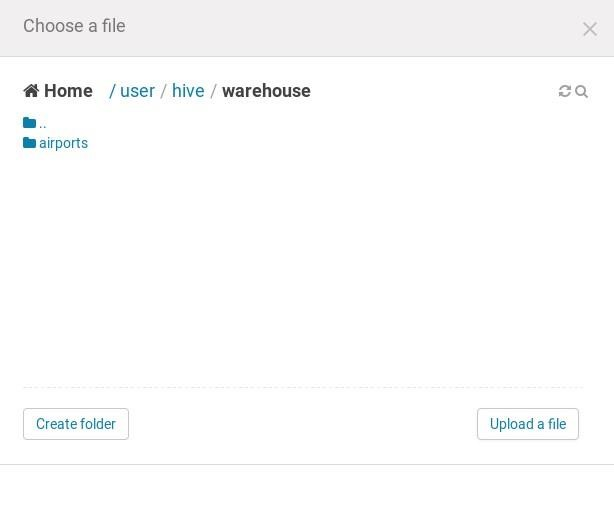 Choose a file
Home / user / hive / warehouse
..
airports
Create folder Upload a file